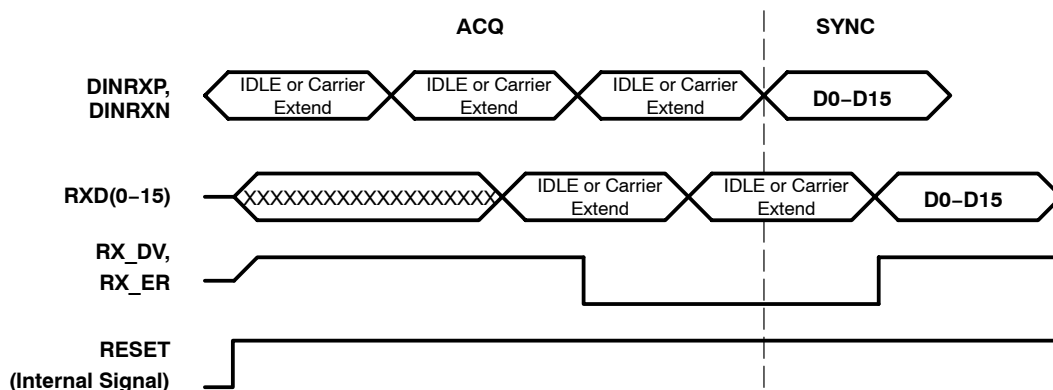 ACQ SYNC
DINRXP,
DINRXN
IDLE or Carrier
Extend
IDLE or Carrier
Extend
IDLE or Carrier
Extend
D0–D15
RXD(0–15)
XXXXXXXXXXXXXXXXXXX
IDLE or Carrier
Extend
IDLE or Carrier
Extend
D0–D15
RX_DV,
RX_ER
RESET
(Internal Signal)